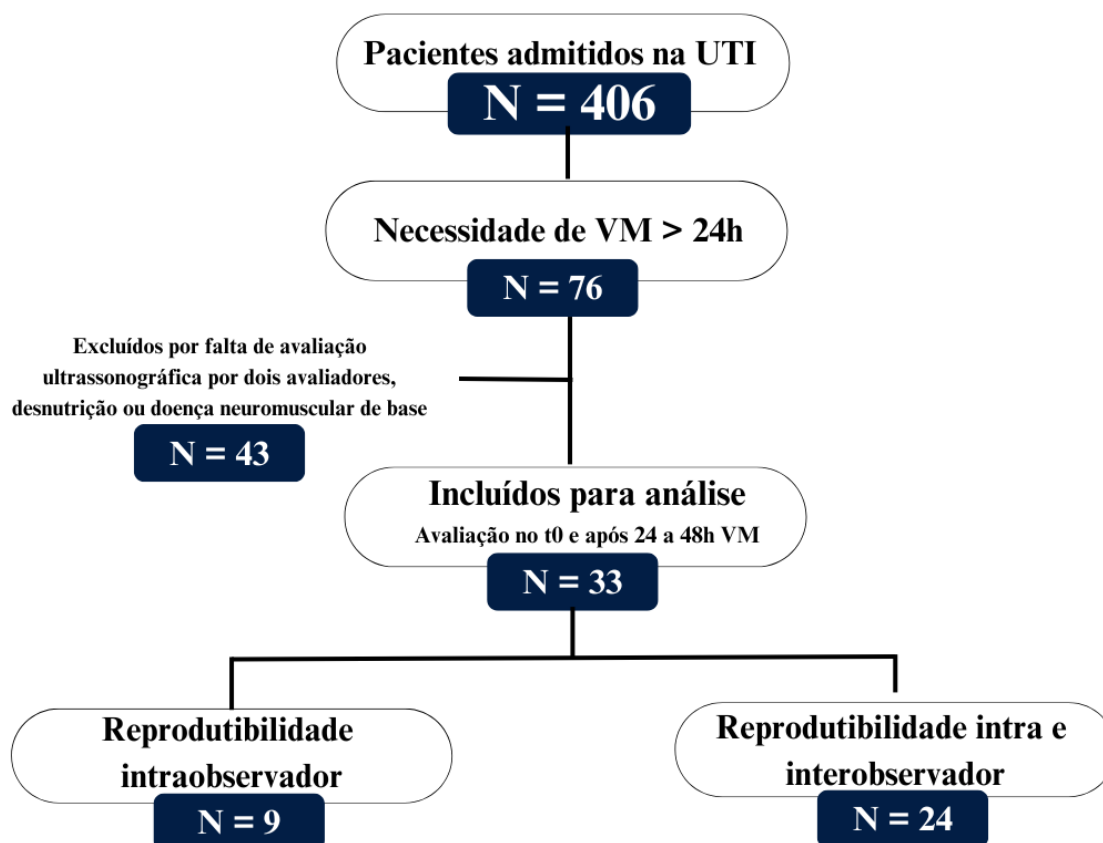 Pacientes admitidos na UTI
N = 406
Necessidade de VM > 24h
N = 76
Excluídos por falta de avaliação
ultrassonográfica por dois avaliadores,
desnutrição ou doença neuromuscular de base
N = 43
Incluídos para análise
Avaliação no t0 e após 24 a 48h VM
N = 33
Reprodutibilidade
intraobservador
N = 9
Reprodutibilidade intra e
interobservador
N = 24